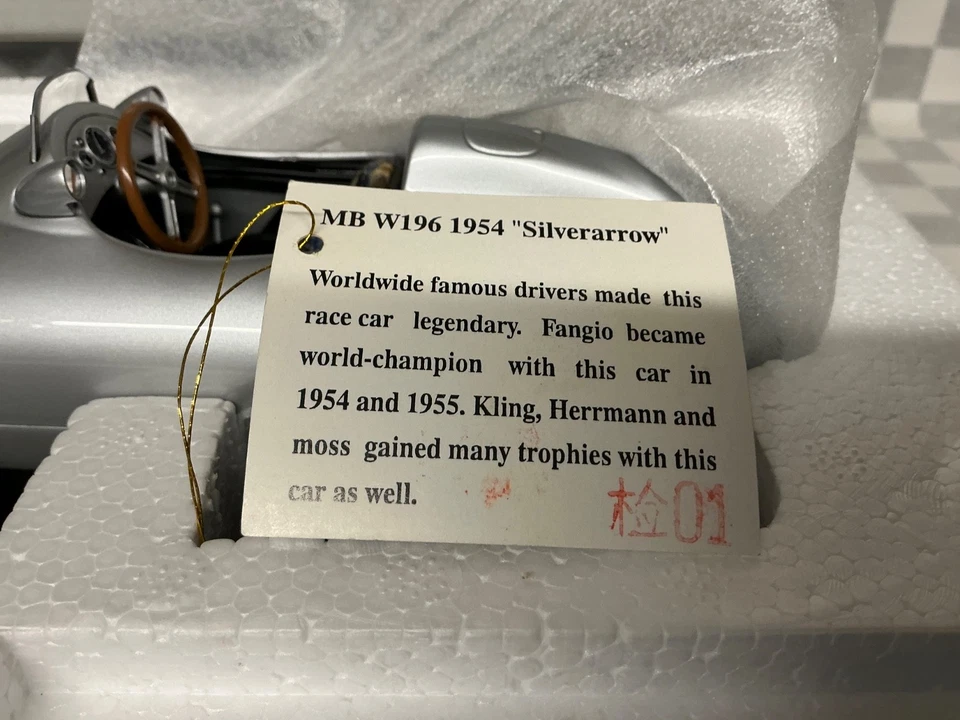 MB W196 1954 "Silverarrow"
Worldwide famous drivers made this
race car legendary. Fangio became
world-champion with this car in
1954 and 1955. Kling, Herrmann and
moss gained many trophies with this
car as well.
检01